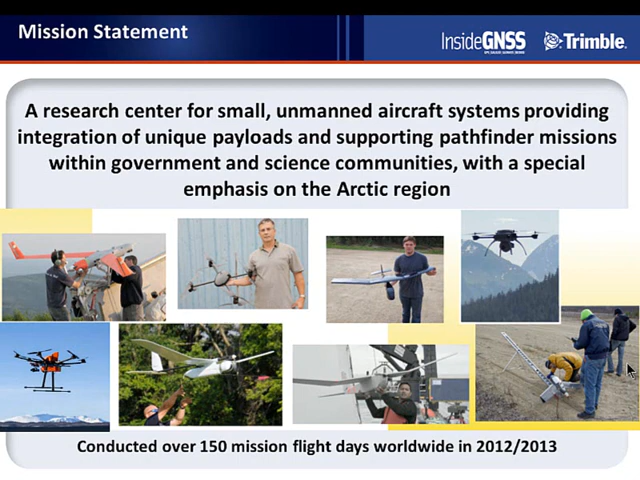 Mission Statement
InsideGNSS
Trimble.
A research center for small, unmanned aircraft systems providing
integration of unique payloads and supporting pathfinder missions
within government and science communities, with a special
emphasis on the Arctic region
Conducted over 150 mission flight days worldwide in 2012/2013